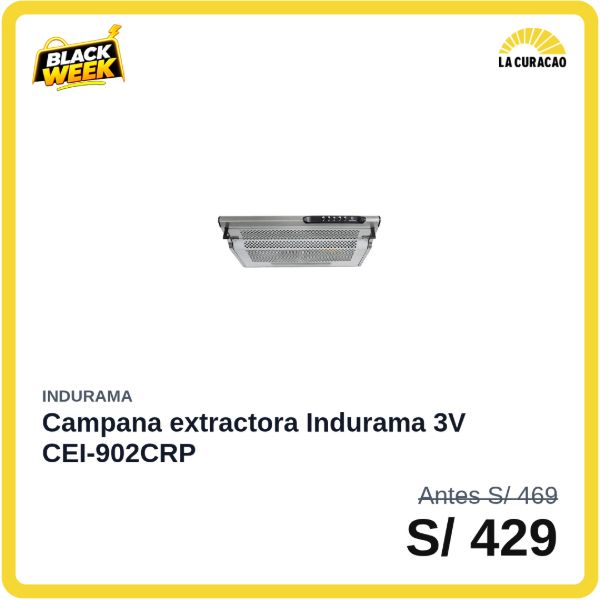 BLACK
WEEK
LA CURACAO
INDURAMA
Campana extractora Indurama 3V
CEI-902CRP
Antes S/ 469
S/ 429